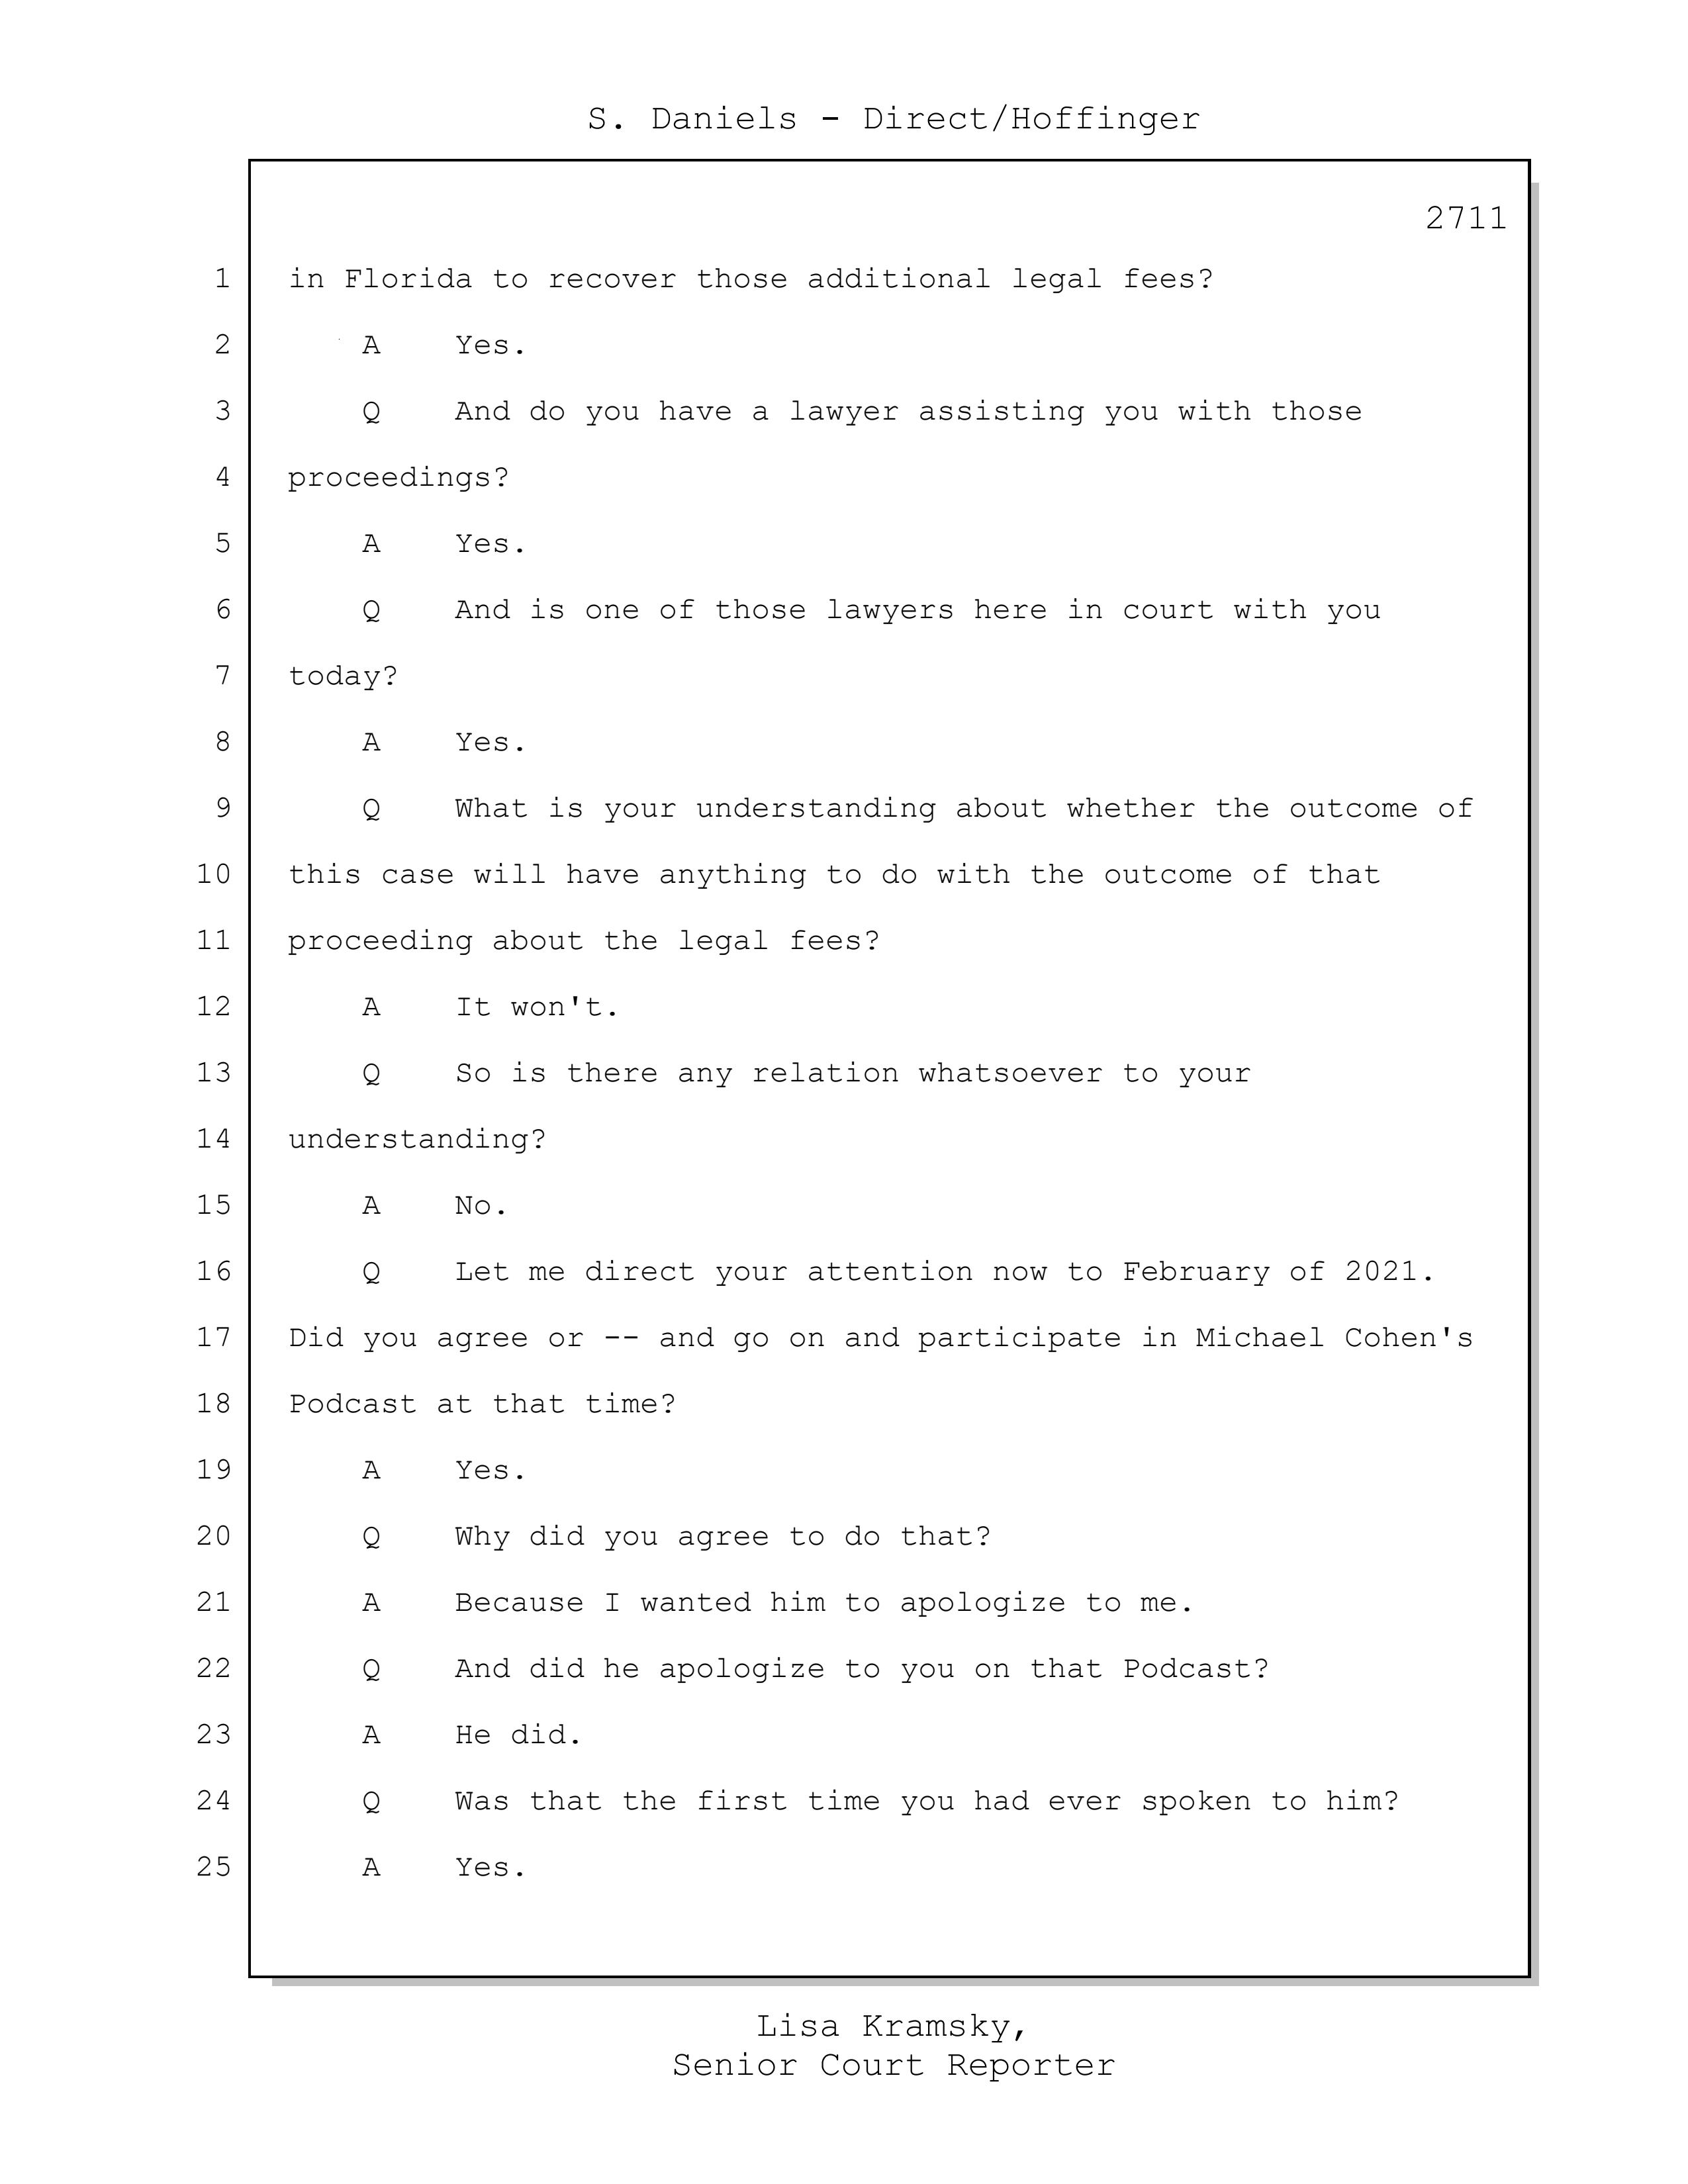 S. Daniels - Direct/Hoffinger
2711
1 in Florida to recover those additional legal fees?
2 A Yes.
3 Q And do you have a lawyer assisting you with those
4 proceedings?
5 A Yes.
6 Q And is one of those lawyers here in court with you
7 today?
8 A Yes.
9 Q What is your understanding about whether the outcome of
10 this case will have anything to do with the outcome of that
11 proceeding about the legal fees?
12 A It won't.
13 Q So is there any relation whatsoever to your
14 understanding?
15 A No.
16 Q Let me direct your attention now to February of 2021.
17 Did you agree or -- and go on and participate in Michael Cohen's
18 Podcast at that time?
19 A Yes.
20 Q Why did you agree to do that?
21 A Because I wanted him to apologize to me.
22 Q And did he apologize to you on that Podcast?
23 A He did.
24 Q Was that the first time you had ever spoken to him?
25 A Yes.
Lisa Kramsky,
Senior Court Reporter